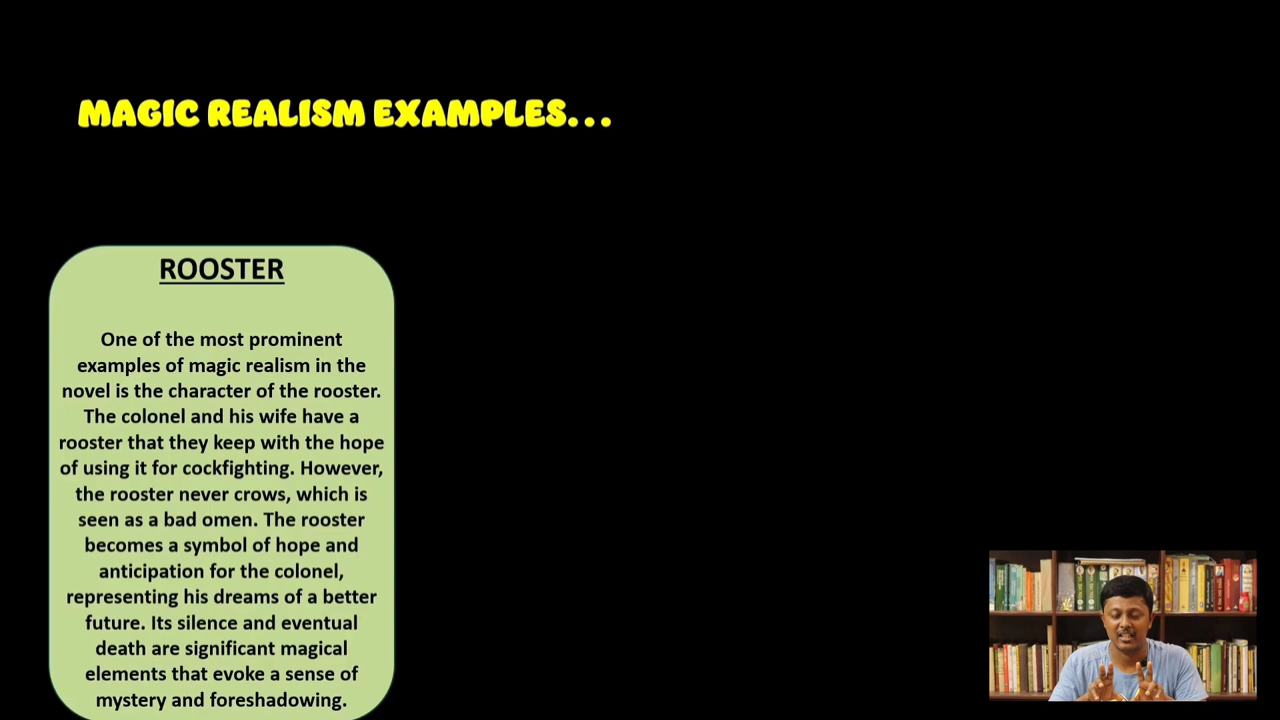 MAGIC REALISM EXAMPLES...
ROOSTER
One of the most prominent
examples of magic realism in the
novel is the character of the rooster.
The colonel and his wife have a
rooster that they keep with the hope
of using it for cockfighting. However,
the rooster never crows, which is
seen as a bad omen. The rooster
becomes a symbol of hope and
anticipation for the colonel,
representing his dreams of a better
future. Its silence and eventual
death are significant magical
elements that evoke a sense of
mystery and foreshadowing.